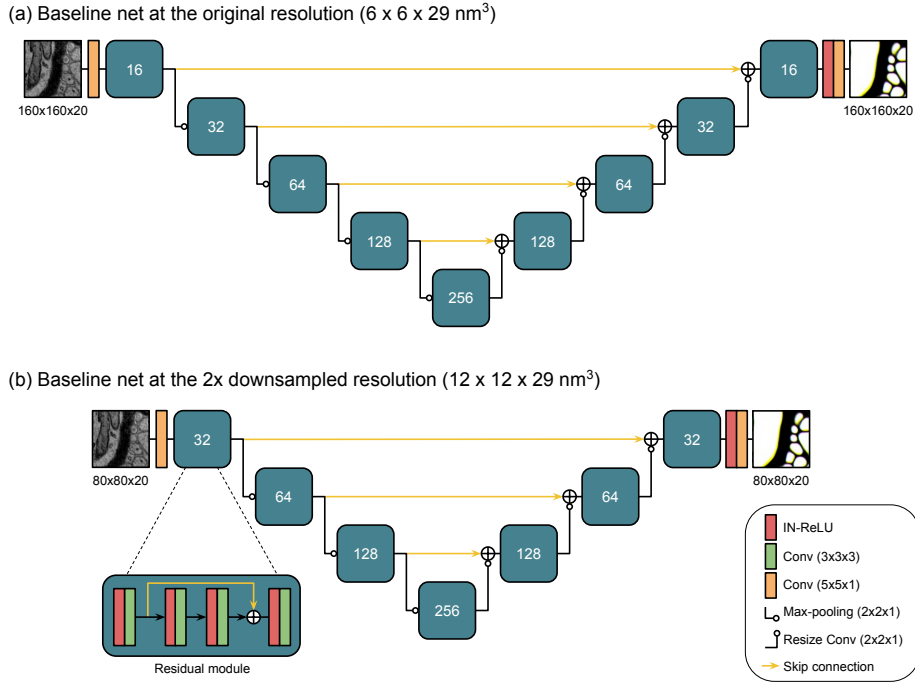 (a) Baseline net at the original resolution (6 x 6 x 29 nm³)
16
16
160x160x20
160x160x20
32
32
64
64
128
128
256
(b) Baseline net at the 2x downsampled resolution (12 x 12 x 29 nm³)
32
32
80x80x20
80x80x20
64
64
128
128
256
Residual module
IN-ReLU
Conv (3x3x3)
Conv (5x5x1)
Max-pooling (2x2x1)
Resize Conv (2x2x1)
Skip connection